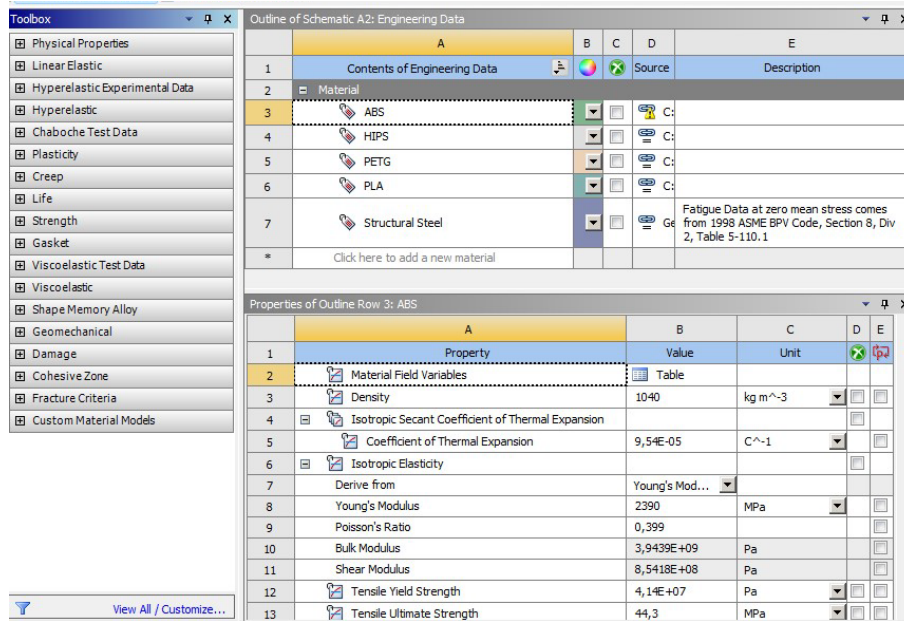 Toolbox
Physical Properties
Linear Elastic
Hyperelastic Experimental Data
Hyperelastic
Chaboche Test Data
Plasticity
Creep
Life
Strength
Gasket
Viscoelastic Test Data
Viscoelastic
Shape Memory Alloy
Geomechanical
Damage
Cohesive Zone
Fracture Criteria
Custom Material Models
View All / Customize...
Outline of Schematic A2: Engineering Data
A B C D E
1 Contents of Engineering Data Source Description
2 Material
3 ABS C:
4 HIPS C:
5 PETG C:
6 PLA C:
7 Structural Steel Ge Fatigue Data at zero mean stress comes
from 1998 ASME BPV Code, Section 8, Div
2, Table 5-110.1
* Click here to add a new material
Properties of Outline Row 3: ABS
A B C D E
1 Property Value Unit
2 Material Field Variables Table
3 Density 1040 kg m^-3
4 Isotropic Secant Coefficient of Thermal Expansion
5 Coefficient of Thermal Expansion 9,54E-05 C^-1
6 Isotropic Elasticity
7 Derive from Young's Mod...
8 Young's Modulus 2390 MPa
9 Poisson's Ratio 0,399
10 Bulk Modulus 3,9439E+09 Pa
11 Shear Modulus 8,5418E+08 Pa
12 Tensile Yield Strength 4,14E+07 Pa
13 Tensile Ultimate Strength 44,3 MPa